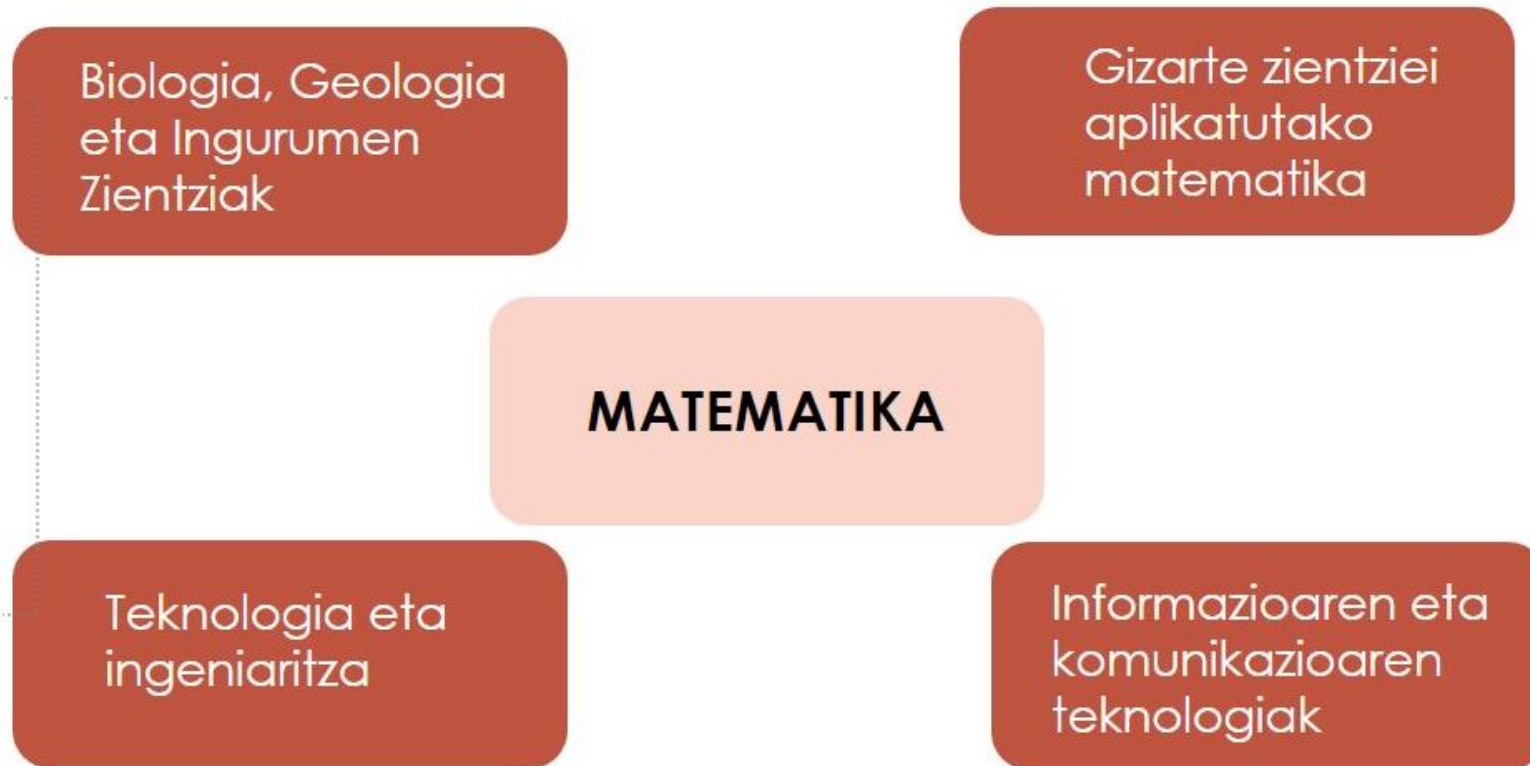 Biologia, Geologia
eta Ingurumen
Zientziak
Gizarte zientziei
aplikatutako
matematika
MATEMATIKA
Teknologia eta
ingeniaritza
Informazioaren eta
komunikazioaren
teknologiak